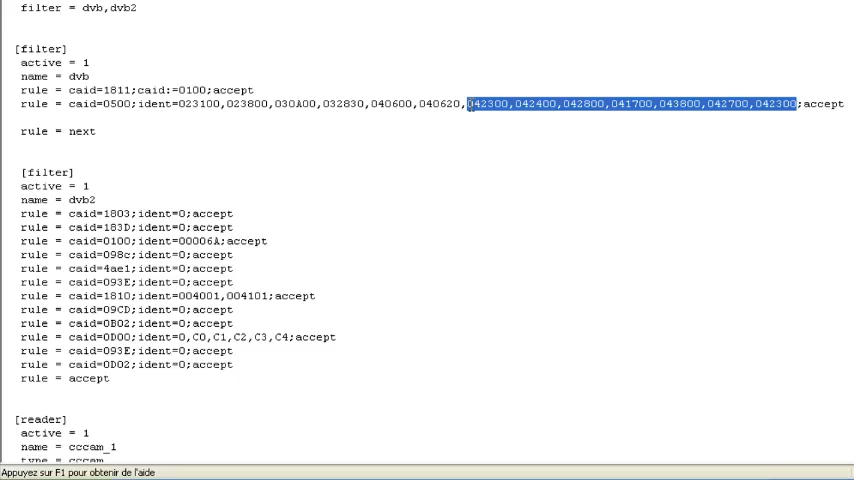 filter = dvb,dvb2
[filter]
active = 1
name = dvb
rule = caid=1811;caid:=0100;accept
rule = caid=0500;ident=023100,023800,030A00,032830,040600,040620,042300,042400,042800,041700,043800,042700,042300;accept
rule = next
[filter]
active = 1
name = dvb2
rule = caid=1803;ident=0;accept
rule = caid=183D;ident=0;accept
rule = caid=0100;ident=00006A;accept
rule = caid=098c;ident=0;accept
rule = caid=4ae1;ident=0;accept
rule = caid=093E;ident=0;accept
rule = caid=1810;ident=004001,004101;accept
rule = caid=09CD;ident=0;accept
rule = caid=0B02;ident=0;accept
rule = caid=0D00;ident=0,C0,C1,C2,C3,C4;accept
rule = caid=093E;ident=0;accept
rule = caid=0D02;ident=0;accept
rule = accept
[reader]
active = 1
name = cccam_1
type = cccam
Appuyez sur F1 pour obtenir de l'aide